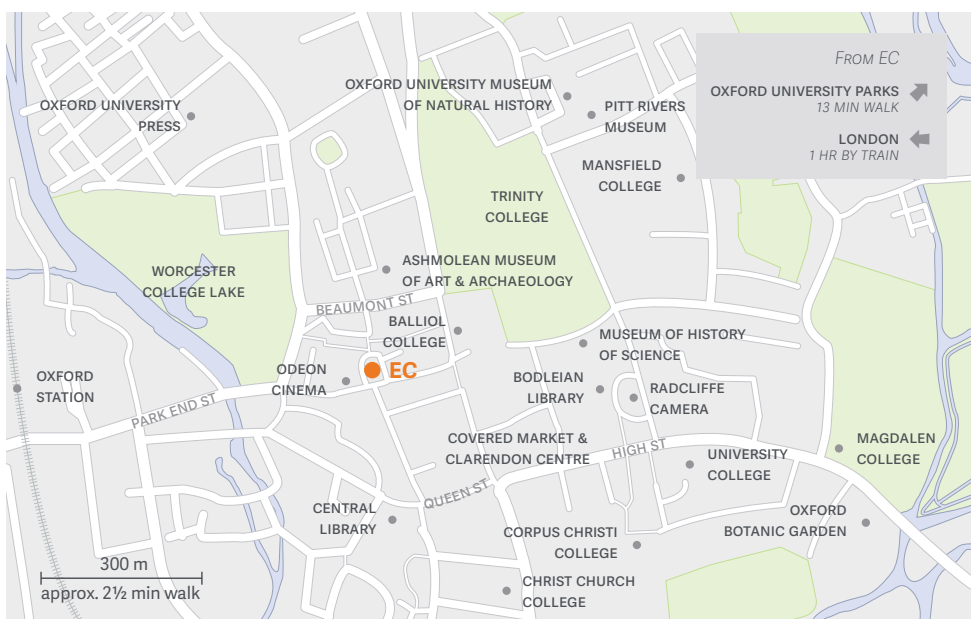 FROM EC
OXFORD UNIVERSITY PARKS
13 MIN WALK
LONDON
1 HR BY TRAIN
OXFORD UNIVERSITY
PRESS
OXFORD UNIVERSITY MUSEUM
OF NATURAL HISTORY
PITT RIVERS
MUSEUM
MANSFIELD
COLLEGE
TRINITY
COLLEGE
WORCESTER
COLLEGE LAKE
ASHMOLEAN MUSEUM
OF ART & ARCHAEOLOGY
BEAUMONT ST
BALLIOL
COLLEGE
MUSEUM OF HISTORY
OF SCIENCE
OXFORD
STATION
ODEON
CINEMA
EC
BODLEIAN
LIBRARY
RADCLIFFE
CAMERA
PARK END ST
COVERED MARKET &
CLARENDON CENTRE
HIGH ST
UNIVERSITY
COLLEGE
MAGDALEN
COLLEGE
QUEEN ST
CENTRAL
LIBRARY
CORPUS CHRISTI
COLLEGE
OXFORD
BOTANIC GARDEN
CHRIST CHURCH
COLLEGE
300 m
approx. 2½ min walk